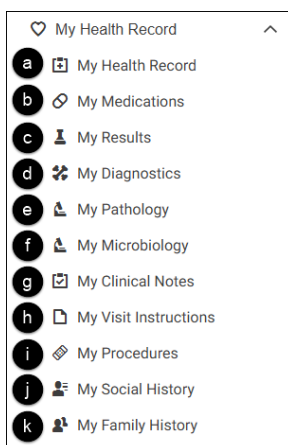 My Health Record
a My Health Record
b My Medications
c My Results
d My Diagnostics
e My Pathology
f My Microbiology
g My Clinical Notes
h My Visit Instructions
i My Procedures
j My Social History
k My Family History